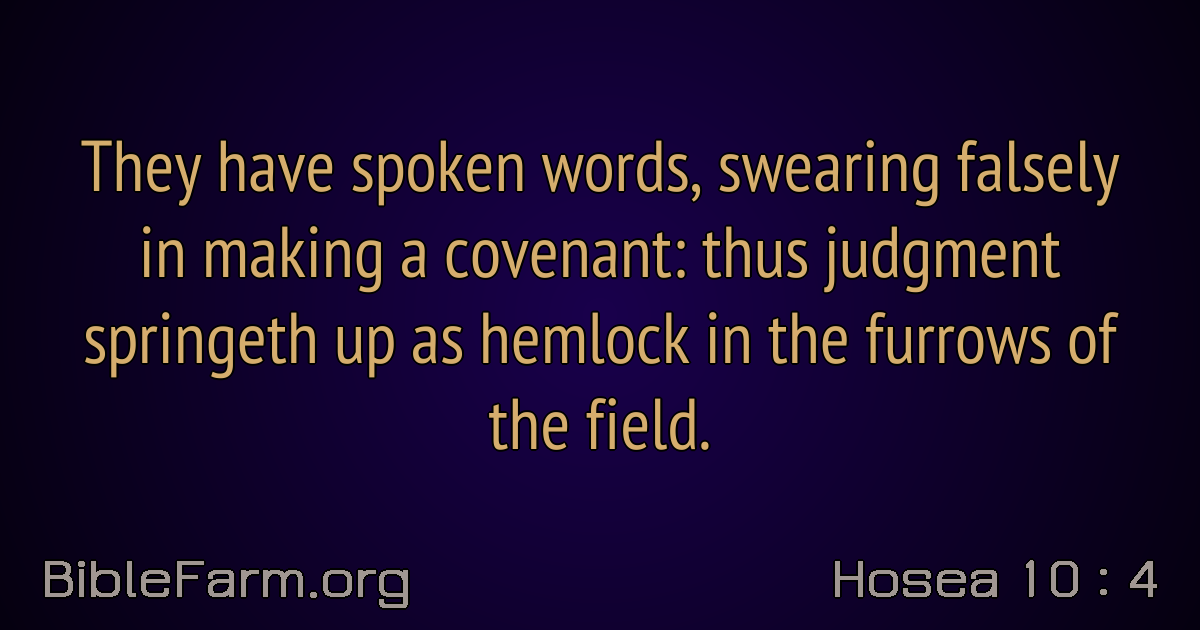 They have spoken words, swearing falsely
in making a covenant: thus judgment
springeth up as hemlock in the furrows of
the field.
BibleFarm.org
Hosea 10 : 4